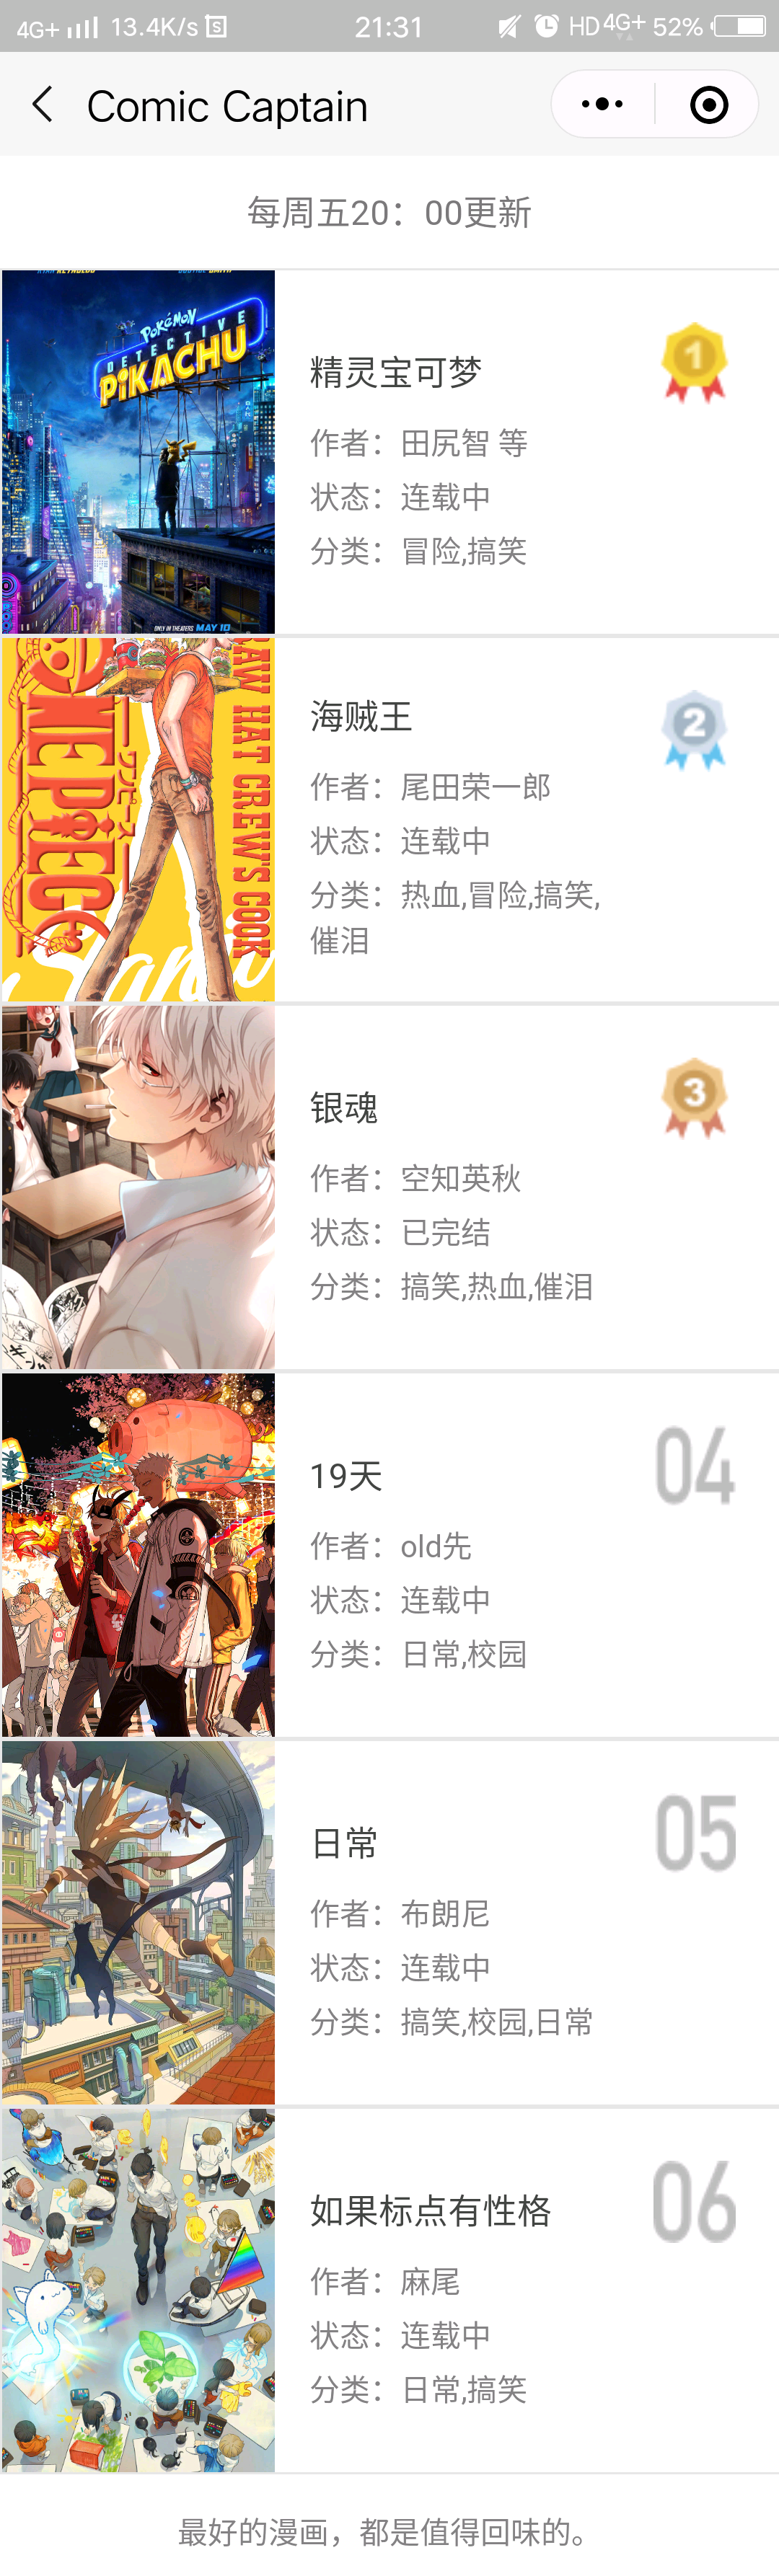 4G+ 13.4K/s 21:31 HD 4G+ 52%
Comic Captain
每周五20：00更新
POKÉMON
DETECTIVE
PIKACHU
ONLY IN THEATERS MAY 10
精灵宝可梦
1
作者：田尻智 等
状态：连载中
分类：冒险,搞笑
ONE PIECE
ワンピース
RAW HAT CREW'S COOK
海贼王
2
作者：尾田荣一郎
状态：连载中
分类：热血,冒险,搞笑,
催泪
银魂
3
作者：空知英秋
状态：已完结
分类：搞笑,热血,催泪
19天
04
作者：old先
状态：连载中
分类：日常,校园
日常
05
作者：布朗尼
状态：连载中
分类：搞笑,校园,日常
如果标点有性格
06
作者：麻尾
状态：连载中
分类：日常,搞笑
最好的漫画，都是值得回味的。